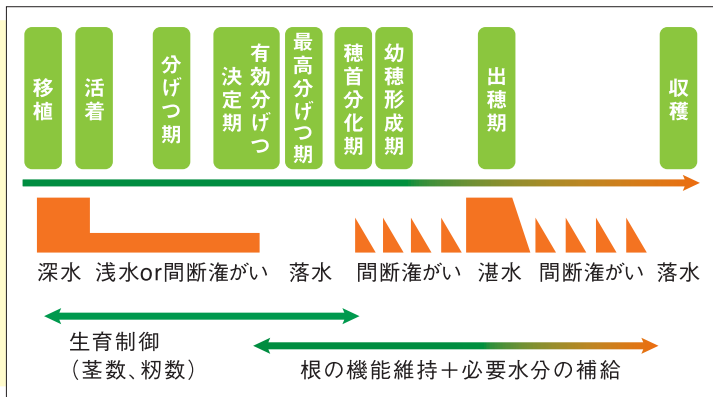 移植
活着
分げつ期
有効分げつ
決定期
最高分げつ期
穂首分化期
幼穂形成期
出穂期
収穫
深水 浅水or間断潅がい 落水 間断潅がい 湛水 間断潅がい 落水
生育制御
（茎数、籾数）
根の機能維持＋必要水分の補給